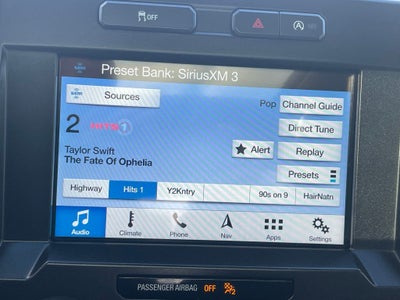 OFF
Preset Bank: SiriusXM 3
Sources
Pop
Channel Guide
2
HITS 1
Direct Tune
Taylor Swift
The Fate Of Ophelia
Alert
Replay
Presets
Highway
Hits 1
Y2Kntry
90s on 9
HairNatn
Audio
Climate
Phone
Nav
Apps
Settings
PASSENGER AIRBAG OFF